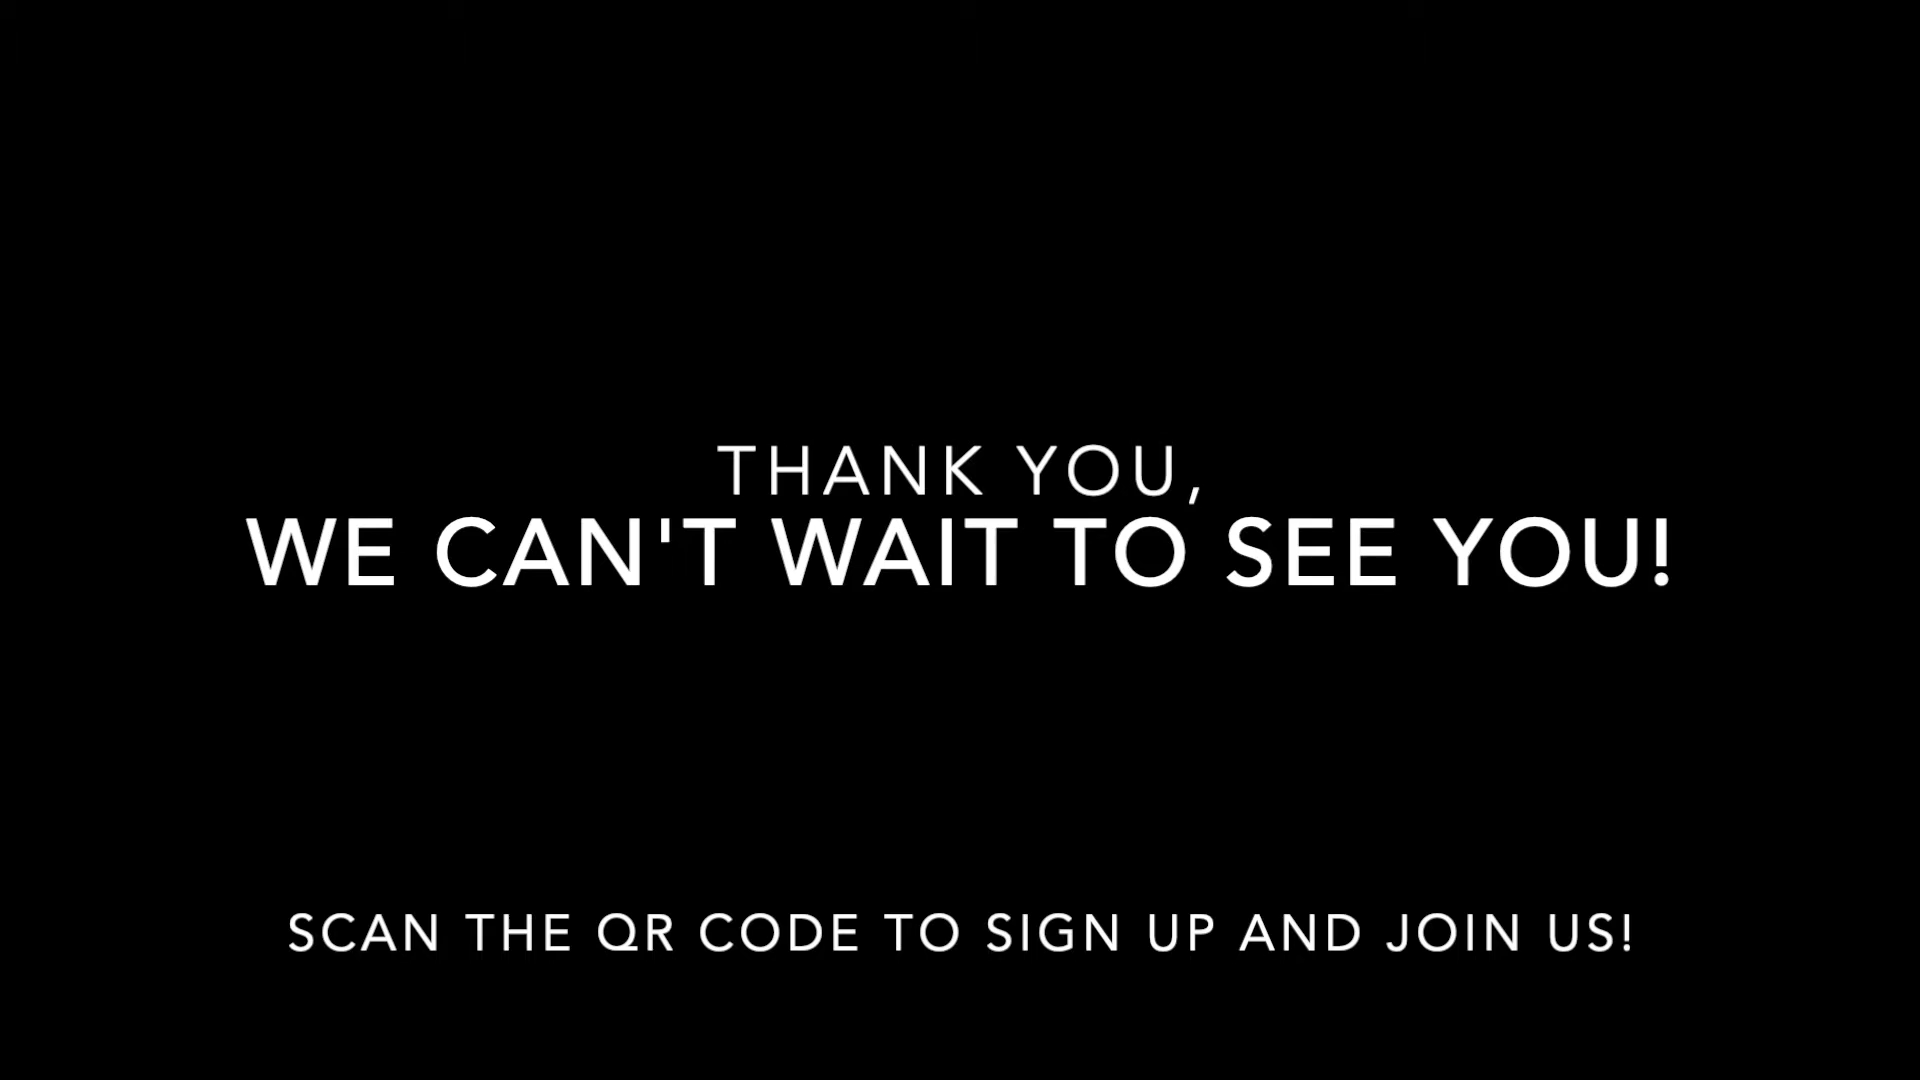 THANK YOU,
WE CAN'T WAIT TO SEE YOU!
SCAN THE QR CODE TO SIGN UP AND JOIN US!